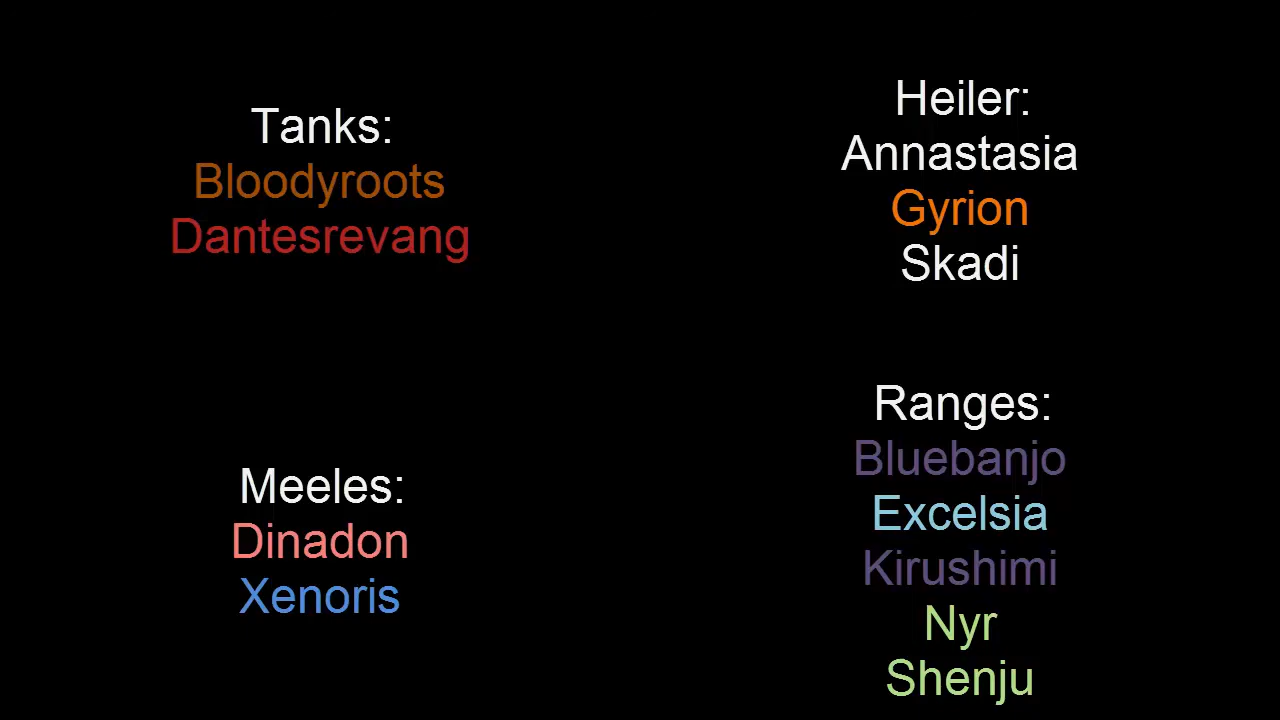 Tanks:
Bloodyroots
Dantesrevang
Heiler:
Annastasia
Gyrion
Skadi
Meeles:
Dinadon
Xenoris
Ranges:
Bluebanjo
Excelsia
Kirushimi
Nyr
Shenju